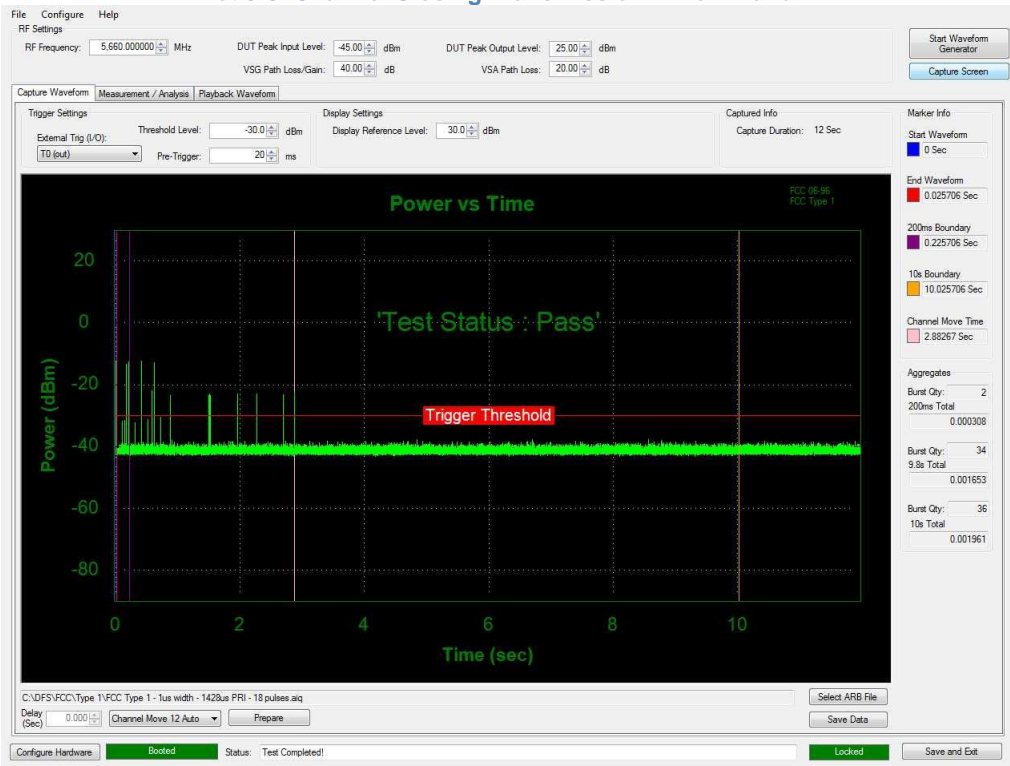 File Configure Help
RF Settings
RF Frequency: 5,660.000000 MHz DUT Peak Input Level: -45.00 dBm DUT Peak Output Level: 25.00 dBm
VSG Path Loss/Gain: 40.00 dB VSA Path Loss: 20.00 dB
Start Waveform
Generator
Capture Screen
Capture Waveform Measurement / Analysis Playback Waveform
Trigger Settings
External Trig (I/O):
T0 (out)
Threshold Level: -30.0 dBm
Pre-Trigger: 20 ms
Display Settings
Display Reference Level: 30.0 dBm
Captured Info
Capture Duration: 12 Sec
Marker Info
Start Waveform
0 Sec
End Waveform
0.025706 Sec
200ms Boundary
0.225706 Sec
10s Boundary
10.025706 Sec
Channel Move Time
2.88267 Sec
Aggregates
Burst Qty: 2
200ms Total
0.000308
Burst Qty: 34
9.8s Total
0.001653
Burst Qty: 36
10s Total
0.001961
Power vs Time
FCC 06-96
FCC Type 1
'Test Status : Pass'
Trigger Threshold
Power (dBm)
20
0
-20
-40
-60
-80
0 2 4 6 8 10
Time (sec)
C:\DFS\FCC\Type 1\FCC Type 1 - 1us width - 1428us PRI - 18 pulses.aiq
Select ARB File
Delay
(Sec) 0.000 Channel Move 12 Auto Prepare
Save Data
Configure Hardware Booted Status: Test Completed! Locked Save and Exit